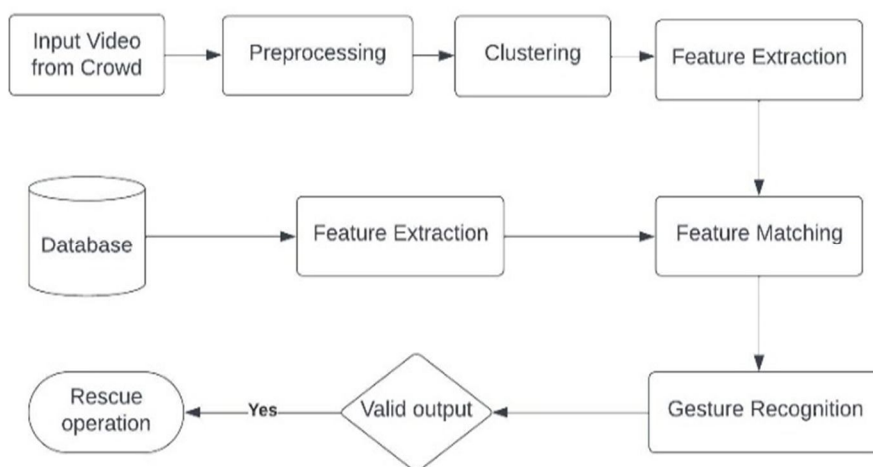 Input Video
from Crowd
Preprocessing
Clustering
Feature Extraction
Database
Feature Extraction
Feature Matching
Rescue
operation
Yes
Valid output
Gesture Recognition